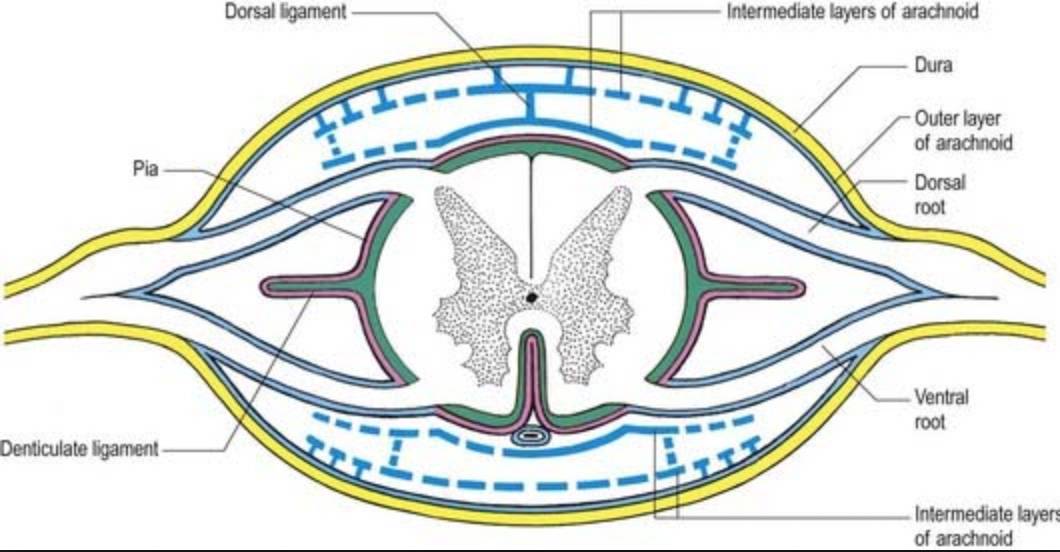 Dorsal ligament
Intermediate layers of arachnoid
Dura
Outer layer
of arachnoid
Pia
Dorsal
root
Ventral
root
Denticulate ligament
Intermediate layers
of arachnoid